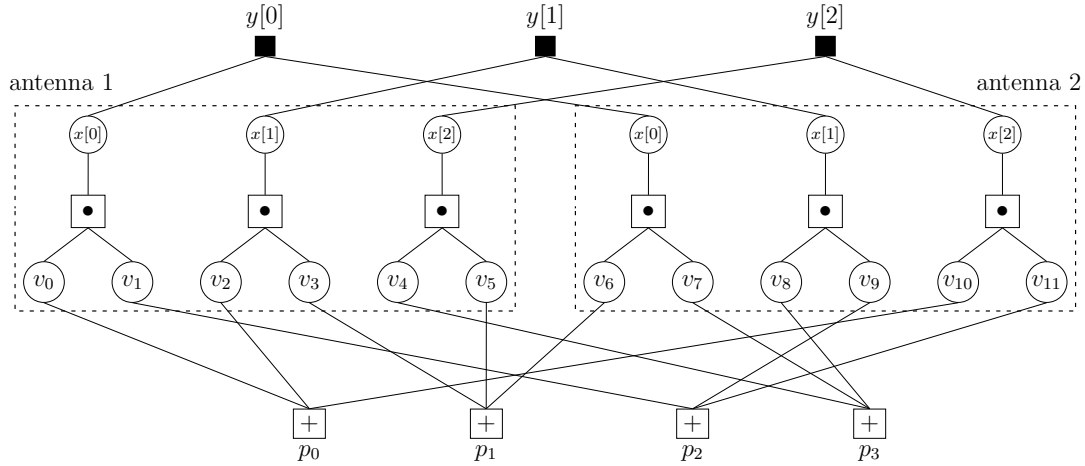 y[0] y[1] y[2]
antenna 1 antenna 2
x[0] x[1] x[2] x[0] x[1] x[2]
v₀ v₁ v₂ v₃ v₄ v₅ v₆ v₇ v₈ v₉ v₁₀ v₁₁
+ + + +
p₀ p₁ p₂ p₃